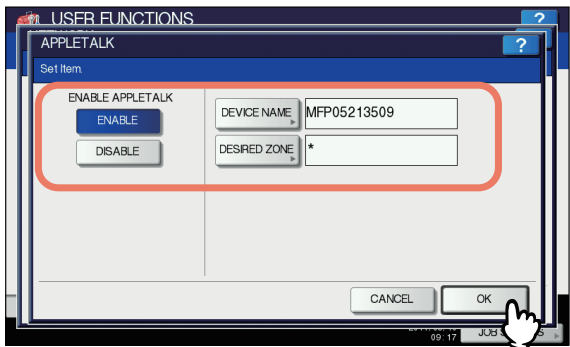 USER FUNCTIONS
?
APPLETALK
?
Set Item.
ENABLE APPLETALK
ENABLE
DISABLE
DEVICE NAME
MFP05213509
DESIRED ZONE
*
CANCEL
OK
09:17
JOB S